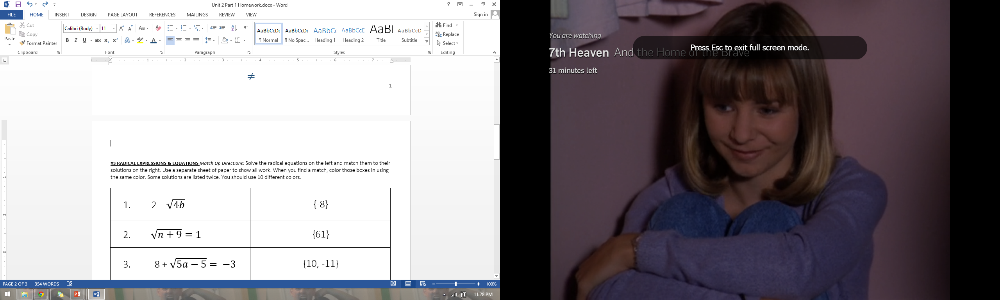 Unit 2 Part 1 Homework.docx - Word
FILE HOME INSERT DESIGN PAGE LAYOUT REFERENCES MAILINGS REVIEW VIEW Sign in
Paste Cut Copy Format Painter
Clipboard
Calibri (Body) 11
Font
Paragraph
AaBbCcDc AaBbCcDc AaBbCc AaBbCcD AaB AaBbCcD
¶ Normal ¶ No Spac... Heading 1 Heading 2 Title Subtitle
Styles
Find
Replace
Select
Editing
1 2 3 4 5 6 7
≠
1
#3 RADICAL EXPRESSIONS & EQUATIONS Match Up Directions: Solve the radical equations on the left and match them to their
solutions on the right. Use a separate sheet of paper to show all work. When you find a match, color those boxes in using
the same color. Some solutions are listed twice. You should use 10 different colors.
1. 2 = √4b {-8}
2. √n + 9 = 1 {61}
3. -8 + √5a − 5 = −3 {10, -11}
PAGE 2 OF 3 354 WORDS 100%
11:28 PM
You are watching
7th Heaven And the Home of the Brave
Press Esc to exit full screen mode.
31 minutes left